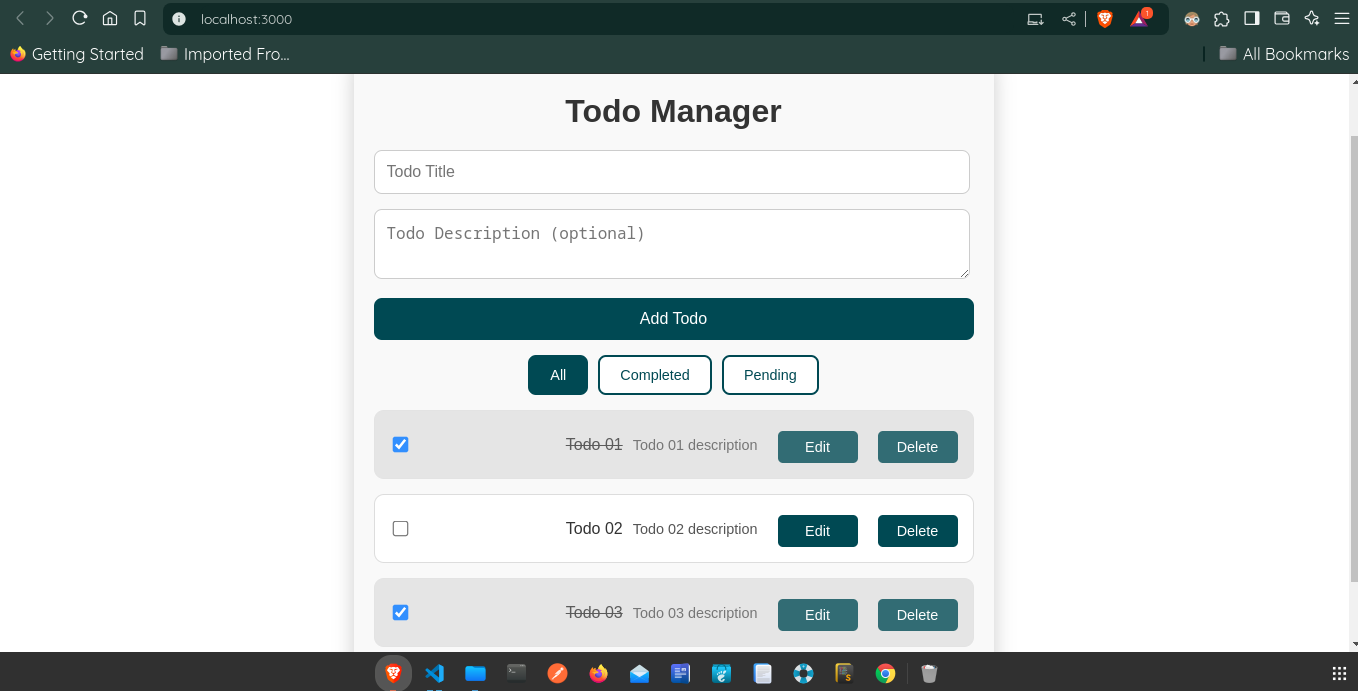 localhost:3000
1
Getting Started
Imported Fro...
All Bookmarks
Todo Manager
Todo Title
Todo Description (optional)
Add Todo
All Completed Pending
Todo 01 Todo 01 description Edit Delete
Todo 02 Todo 02 description Edit Delete
Todo 03 Todo 03 description Edit Delete